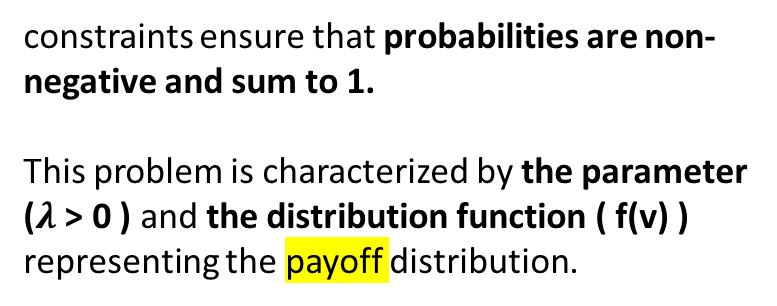 constraints ensure that probabilities are non-
negative and sum to 1.
This problem is characterized by the parameter
(λ > 0 ) and the distribution function ( f(v) )
representing the payoff distribution.